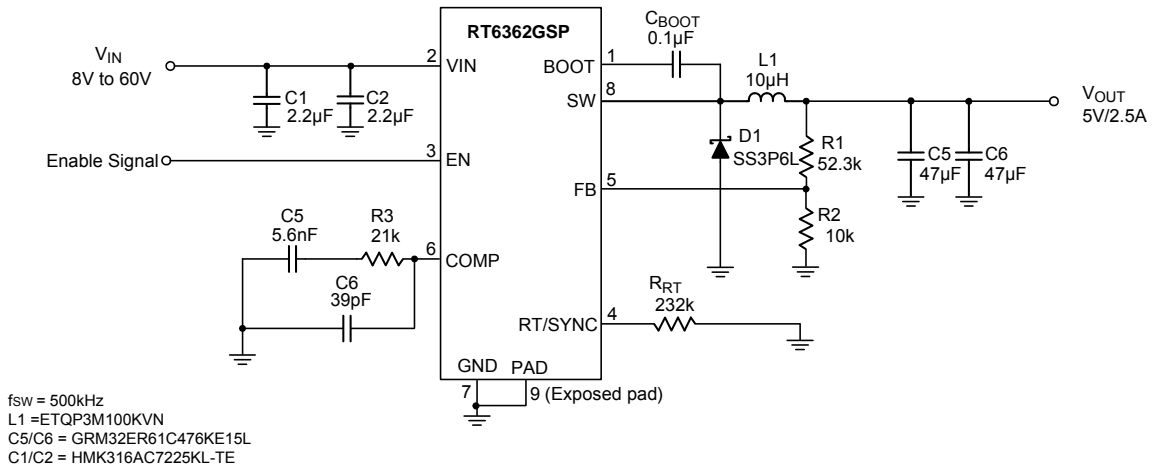 RT6362GSP
CBOOT
0.1µF
VIN
8V to 60V
2
VIN
BOOT
1
L1
10µH
8
SW
VOUT
5V/2.5A
C1
2.2µF
C2
2.2µF
D1
SS3P6L
R1
52.3k
C5
47µF
C6
47µF
Enable Signal
3
EN
FB
5
R2
10k
C5
5.6nF
R3
21k
6
COMP
C6
39pF
RRT
232k
RT/SYNC
4
GND
PAD
7
9 (Exposed pad)
fSW = 500kHz
L1 =ETQP3M100KVN
C5/C6 = GRM32ER61C476KE15L
C1/C2 = HMK316AC7225KL-TE